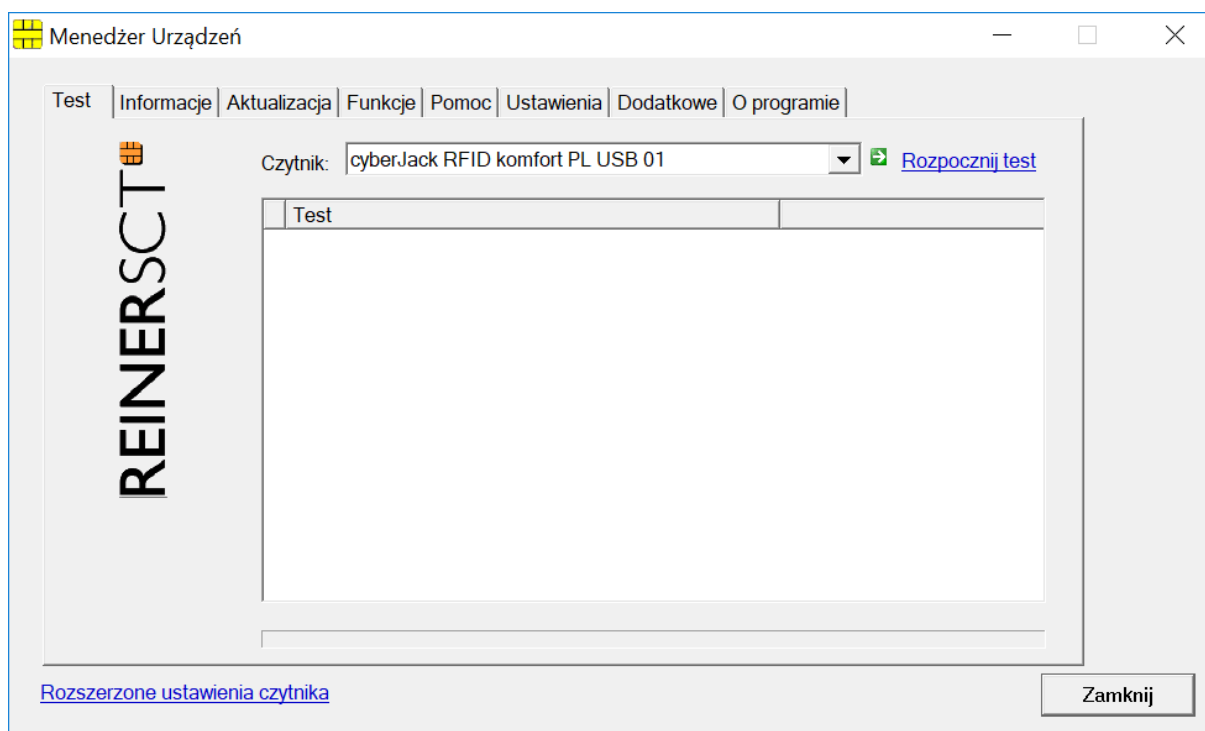 Menedżer Urządzeń
Test Informacje Aktualizacja Funkcje Pomoc Ustawienia Dodatkowe O programie
REINERSCT
Czytnik: cyberJack RFID komfort PL USB 01 Rozpocznij test
Test
Rozszerzone ustawienia czytnika
Zamknij